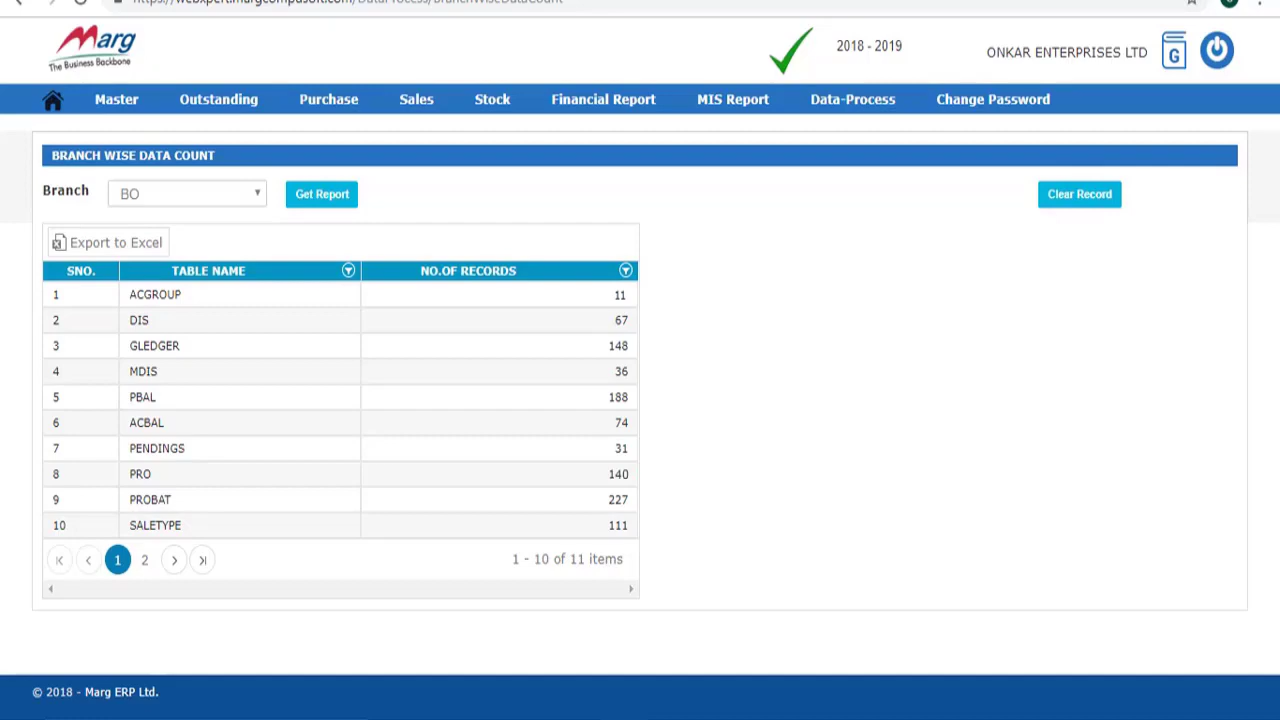 Marg
The Business Backbone
2018 - 2019
ONKAR ENTERPRISES LTD
G
Master Outstanding Purchase Sales Stock Financial Report MIS Report Data-Process Change Password
BRANCH WISE DATA COUNT
Branch BO Get Report Clear Record
Export to Excel
SNO. TABLE NAME NO.OF RECORDS
1 ACGROUP 11
2 DIS 67
3 GLEDGER 148
4 MDIS 36
5 PBAL 188
6 ACBAL 74
7 PENDINGS 31
8 PRO 140
9 PROBAT 227
10 SALETYPE 111
1 2 1 - 10 of 11 items
© 2018 - Marg ERP Ltd.